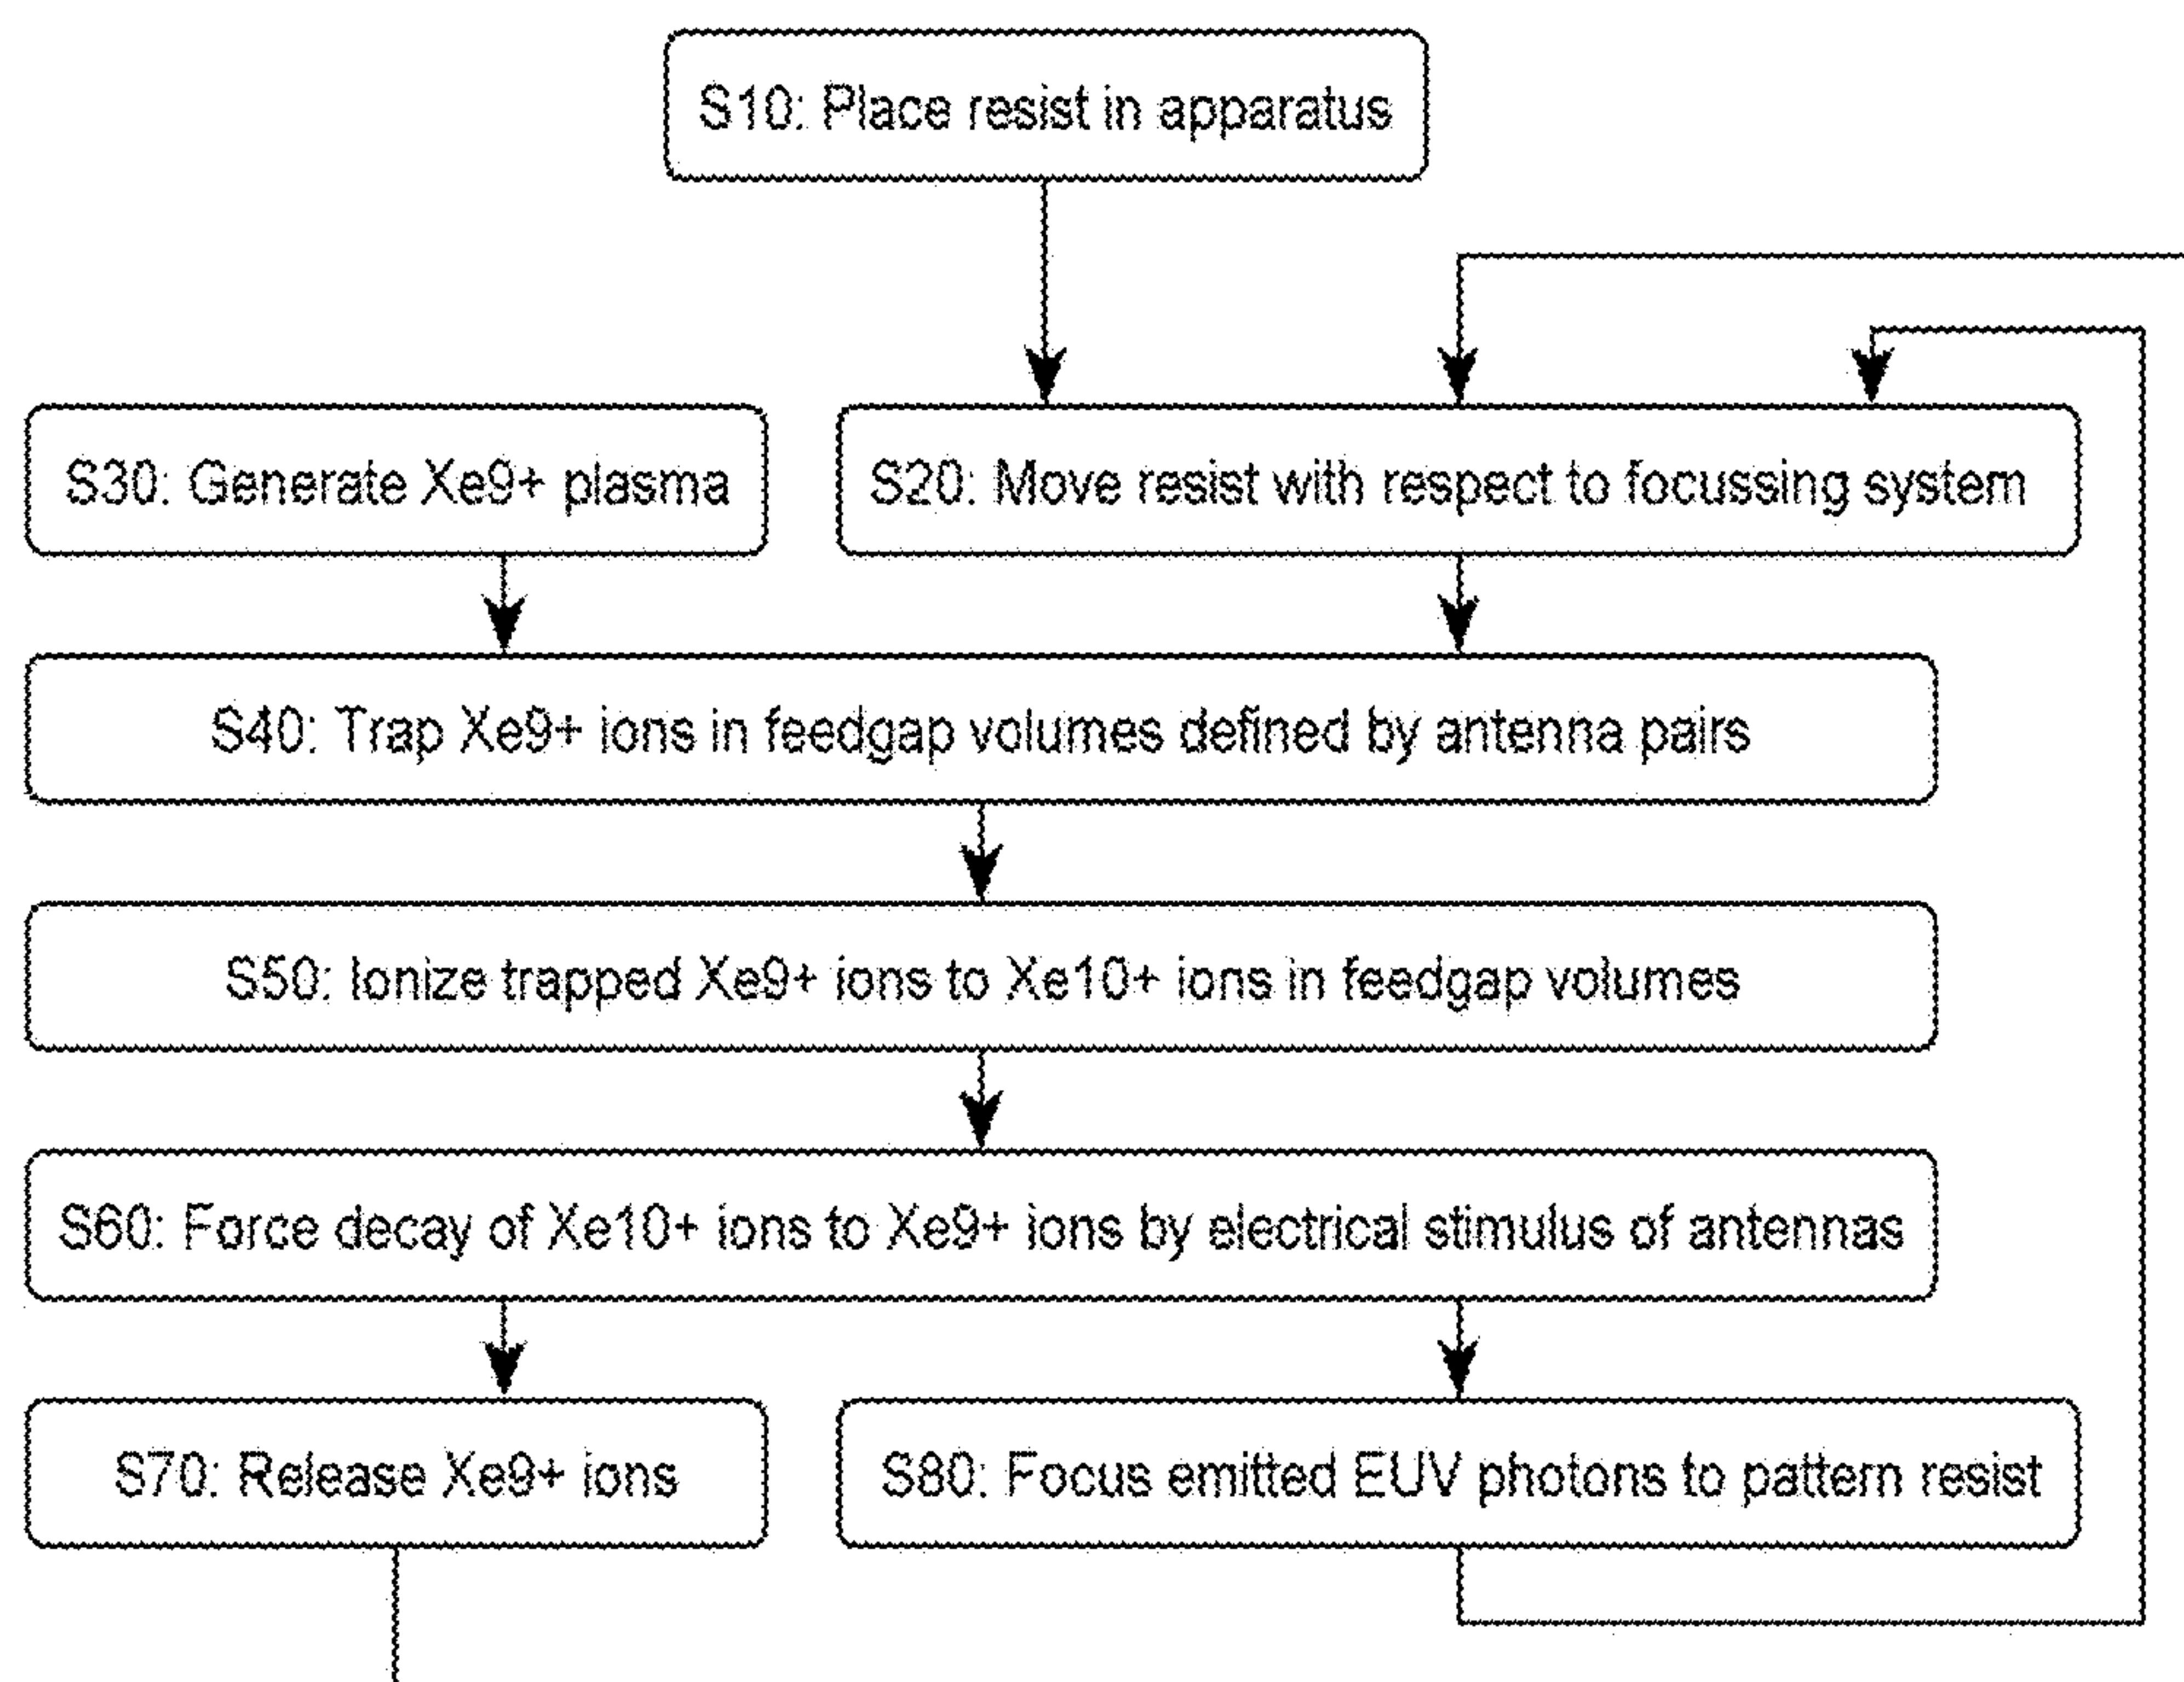 S10: Place resist in apparatus
S30: Generate Xe9+ plasma
S20: Move resist with respect to focussing system
S40: Trap Xe9+ ions in feedgap volumes defined by antenna pairs
S50: Ionize trapped Xe9+ ions to Xe10+ ions in feedgap volumes
S60: Force decay of Xe10+ ions to Xe9+ ions by electrical stimulus of antennas
S70: Release Xe9+ ions
S80: Focus emitted EUV photons to pattern resist